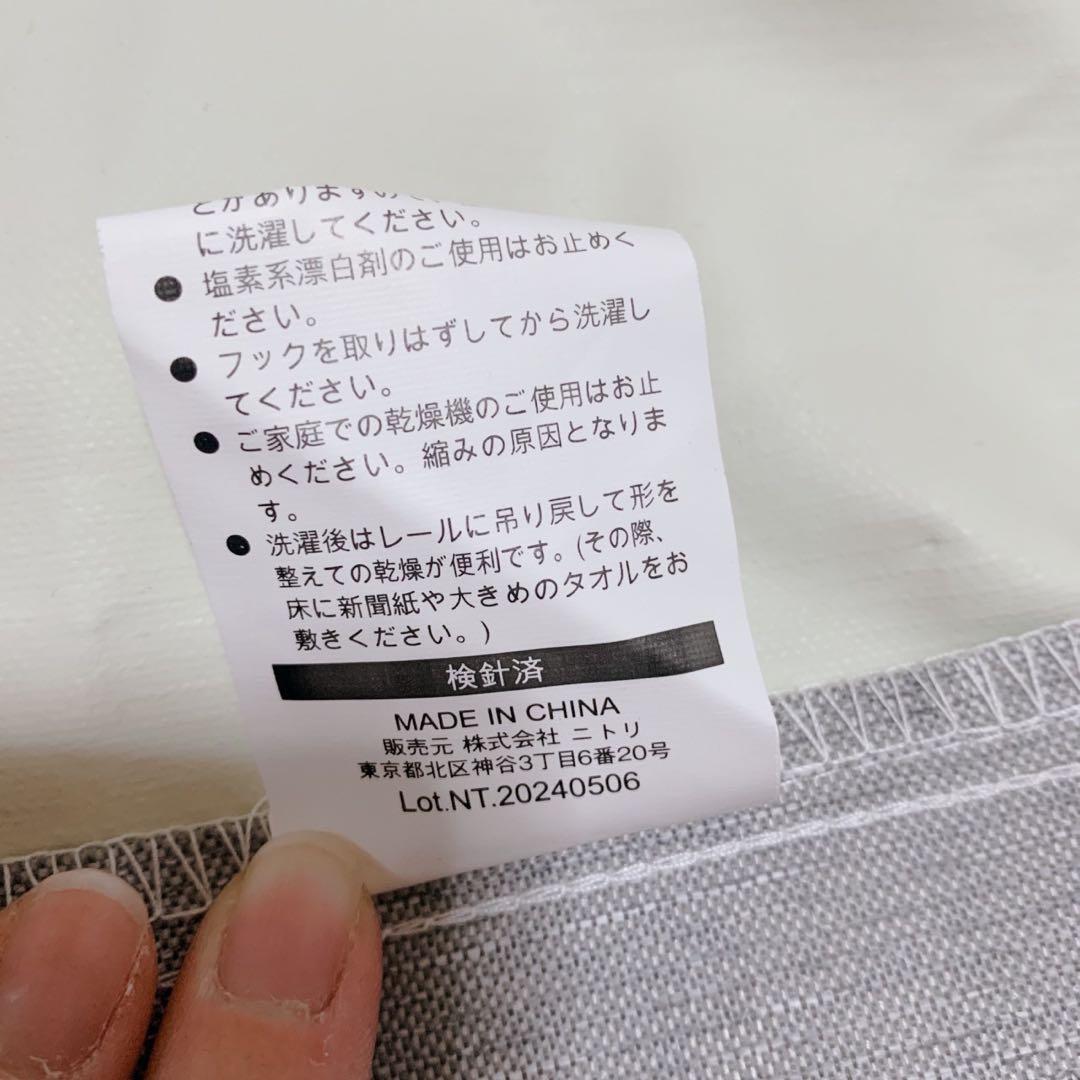 とがありますので、
に洗濯してください。
● 塩素系漂白剤のご使用はお止めく
ださい。
● フックを取りはずしてから洗濯し
てください。
● ご家庭での乾燥機のご使用はお止
めください。縮みの原因となりま
す。
● 洗濯後はレールに吊り戻して形を
整えての乾燥が便利です。(その際、
床に新聞紙や大きめのタオルをお
敷きください。)
検針済
MADE IN CHINA
販売元 株式会社 ニトリ
東京都北区神谷3丁目6番20号
Lot.NT.20240506